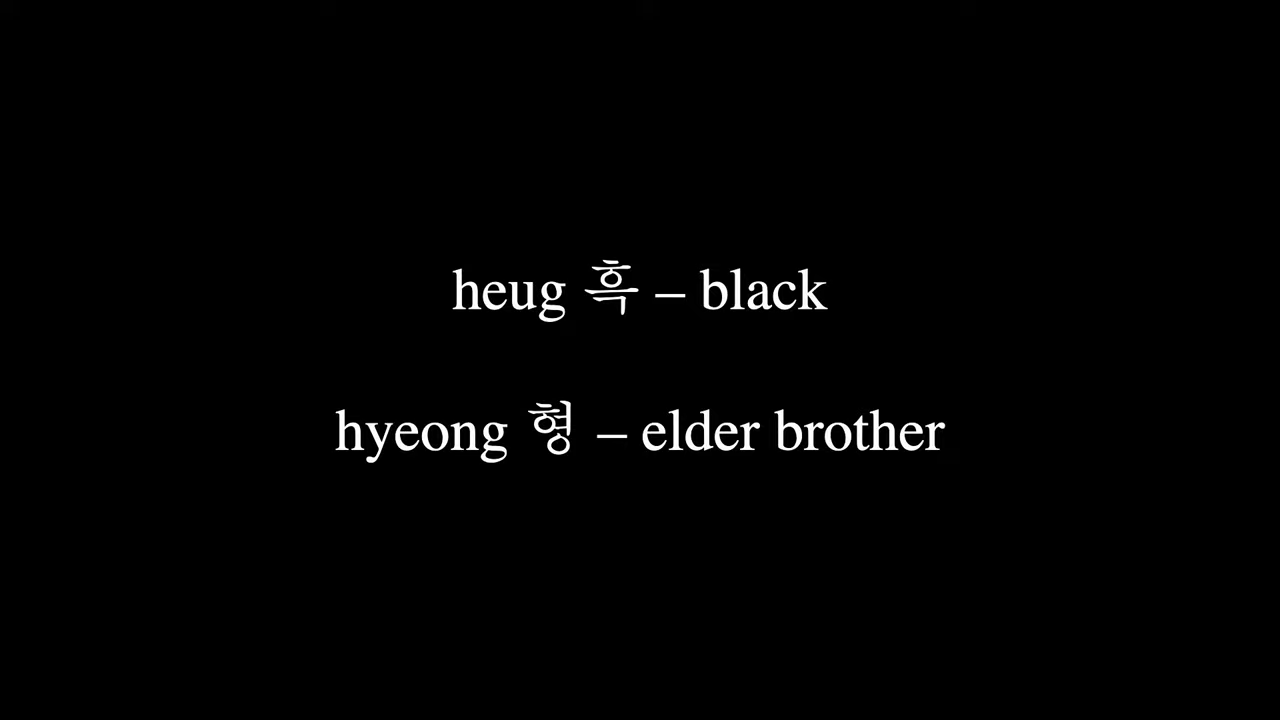 heug 흑 – black
hyeong 형 – elder brother